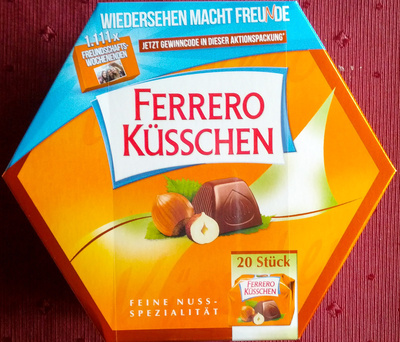 WIEDERSEHEN MACHT FREUNDE
1.111 x
FREUNDSCHAFTS-
WOCHENENDEN
JETZT GEWINNCODE IN DIESER AKTIONSPACKUNG*
FERRERO
KÜSSCHEN
20 Stück
FERRERO
KÜSSCHEN
FEINE NUSS-
SPEZIALITÄT